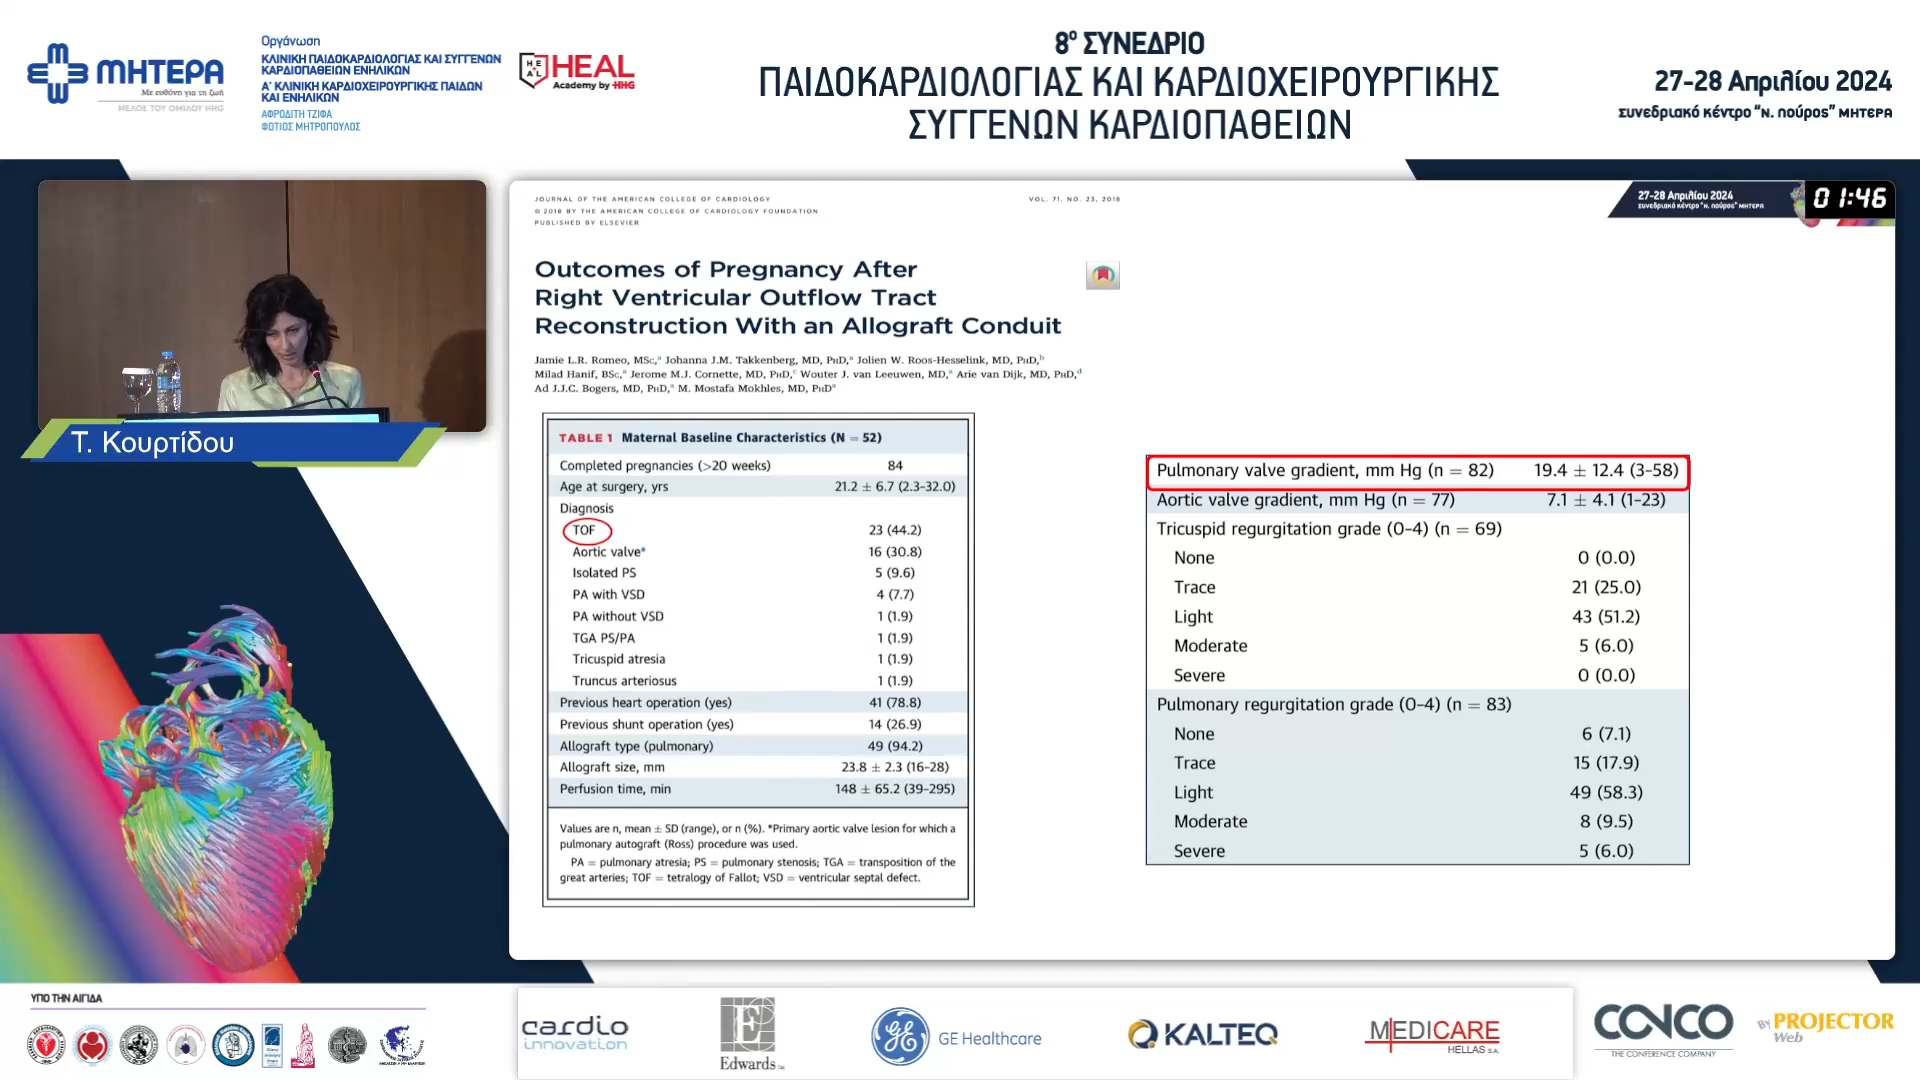 ΜΗΤΕΡΑ
Με ευθύνη για τη ζωή
ΜΕΛΟΣ ΤΟΥ ΟΜΙΛΟΥ HHG
Οργάνωση
ΚΛΙΝΙΚΗ ΠΑΙΔΟΚΑΡΔΙΟΛΟΓΙΑΣ ΚΑΙ ΣΥΓΓΕΝΩΝ
ΚΑΡΔΙΟΠΑΘΕΙΩΝ ΕΝΗΛΙΚΩΝ
Α΄ ΚΛΙΝΙΚΗ ΚΑΡΔΙΟΧΕΙΡΟΥΡΓΙΚΗΣ ΠΑΙΔΩΝ
ΚΑΙ ΕΝΗΛΙΚΩΝ
ΑΦΡΟΔΙΤΗ ΤΖΙΦΑ
ΦΩΤΙΟΣ ΜΗΤΡΟΠΟΥΛΟΣ
HEAL
HEAL
Academy by HHG
8ο ΣΥΝΕΔΡΙΟ
ΠΑΙΔΟΚΑΡΔΙΟΛΟΓΙΑΣ ΚΑΙ ΚΑΡΔΙΟΧΕΙΡΟΥΡΓΙΚΗΣ
ΣΥΓΓΕΝΩΝ ΚΑΡΔΙΟΠΑΘΕΙΩΝ
27-28 Απριλίου 2024
συνεδριακό κέντρο "Ν. πούρος" ΜΗΤΕΡΑ
Τ. Κουρτίδου
JOURNAL OF THE AMERICAN COLLEGE OF CARDIOLOGY
VOL. 71, NO. 23, 2018
© 2018 BY THE AMERICAN COLLEGE OF CARDIOLOGY FOUNDATION
PUBLISHED BY ELSEVIER
27-28 Απριλίου 2024
συνεδριακό κέντρο "Ν. πούρος" ΜΗΤΕΡΑ
01:46
Outcomes of Pregnancy After
Right Ventricular Outflow Tract
Reconstruction With an Allograft Conduit
Jamie L.R. Romeo, MSc,a Johanna J.M. Takkenberg, MD, PhD,a Jolien W. Roos-Hesselink, MD, PhD,b
Milad Hanif, BSc,a Jerome M.J. Cornette, MD, PhD,c Wouter J. van Leeuwen, MD,a Arie van Dijk, MD, PhD,d
Ad J.J.C. Bogers, MD, PhD,a M. Mostafa Mokhles, MD, PhDa
TABLE 1 Maternal Baseline Characteristics (N = 52)
Completed pregnancies (>20 weeks) 84
Age at surgery, yrs 21.2 ± 6.7 (2.3–32.0)
Diagnosis
TOF 23 (44.2)
Aortic valve* 16 (30.8)
Isolated PS 5 (9.6)
PA with VSD 4 (7.7)
PA without VSD 1 (1.9)
TGA PS/PA 1 (1.9)
Tricuspid atresia 1 (1.9)
Truncus arteriosus 1 (1.9)
Previous heart operation (yes) 41 (78.8)
Previous shunt operation (yes) 14 (26.9)
Allograft type (pulmonary) 49 (94.2)
Allograft size, mm 23.8 ± 2.3 (16–28)
Perfusion time, min 148 ± 65.2 (39–295)
Values are n, mean ± SD (range), or n (%). *Primary aortic valve lesion for which a
pulmonary autograft (Ross) procedure was used.
PA = pulmonary atresia; PS = pulmonary stenosis; TGA = transposition of the
great arteries; TOF = tetralogy of Fallot; VSD = ventricular septal defect.
Pulmonary valve gradient, mm Hg (n = 82) 19.4 ± 12.4 (3–58)
Aortic valve gradient, mm Hg (n = 77) 7.1 ± 4.1 (1–23)
Tricuspid regurgitation grade (0–4) (n = 69)
None 0 (0.0)
Trace 21 (25.0)
Light 43 (51.2)
Moderate 5 (6.0)
Severe 0 (0.0)
Pulmonary regurgitation grade (0–4) (n = 83)
None 6 (7.1)
Trace 15 (17.9)
Light 49 (58.3)
Moderate 8 (9.5)
Severe 5 (6.0)
ΥΠΟ ΤΗΝ ΑΙΓΙΔΑ
cardio
innovation
Edwards
GE Healthcare
KALTEQ
MEDICARE
HELLAS S.A.
CONCO
THE CONFERENCE COMPANY
BY PROJECTOR
Web